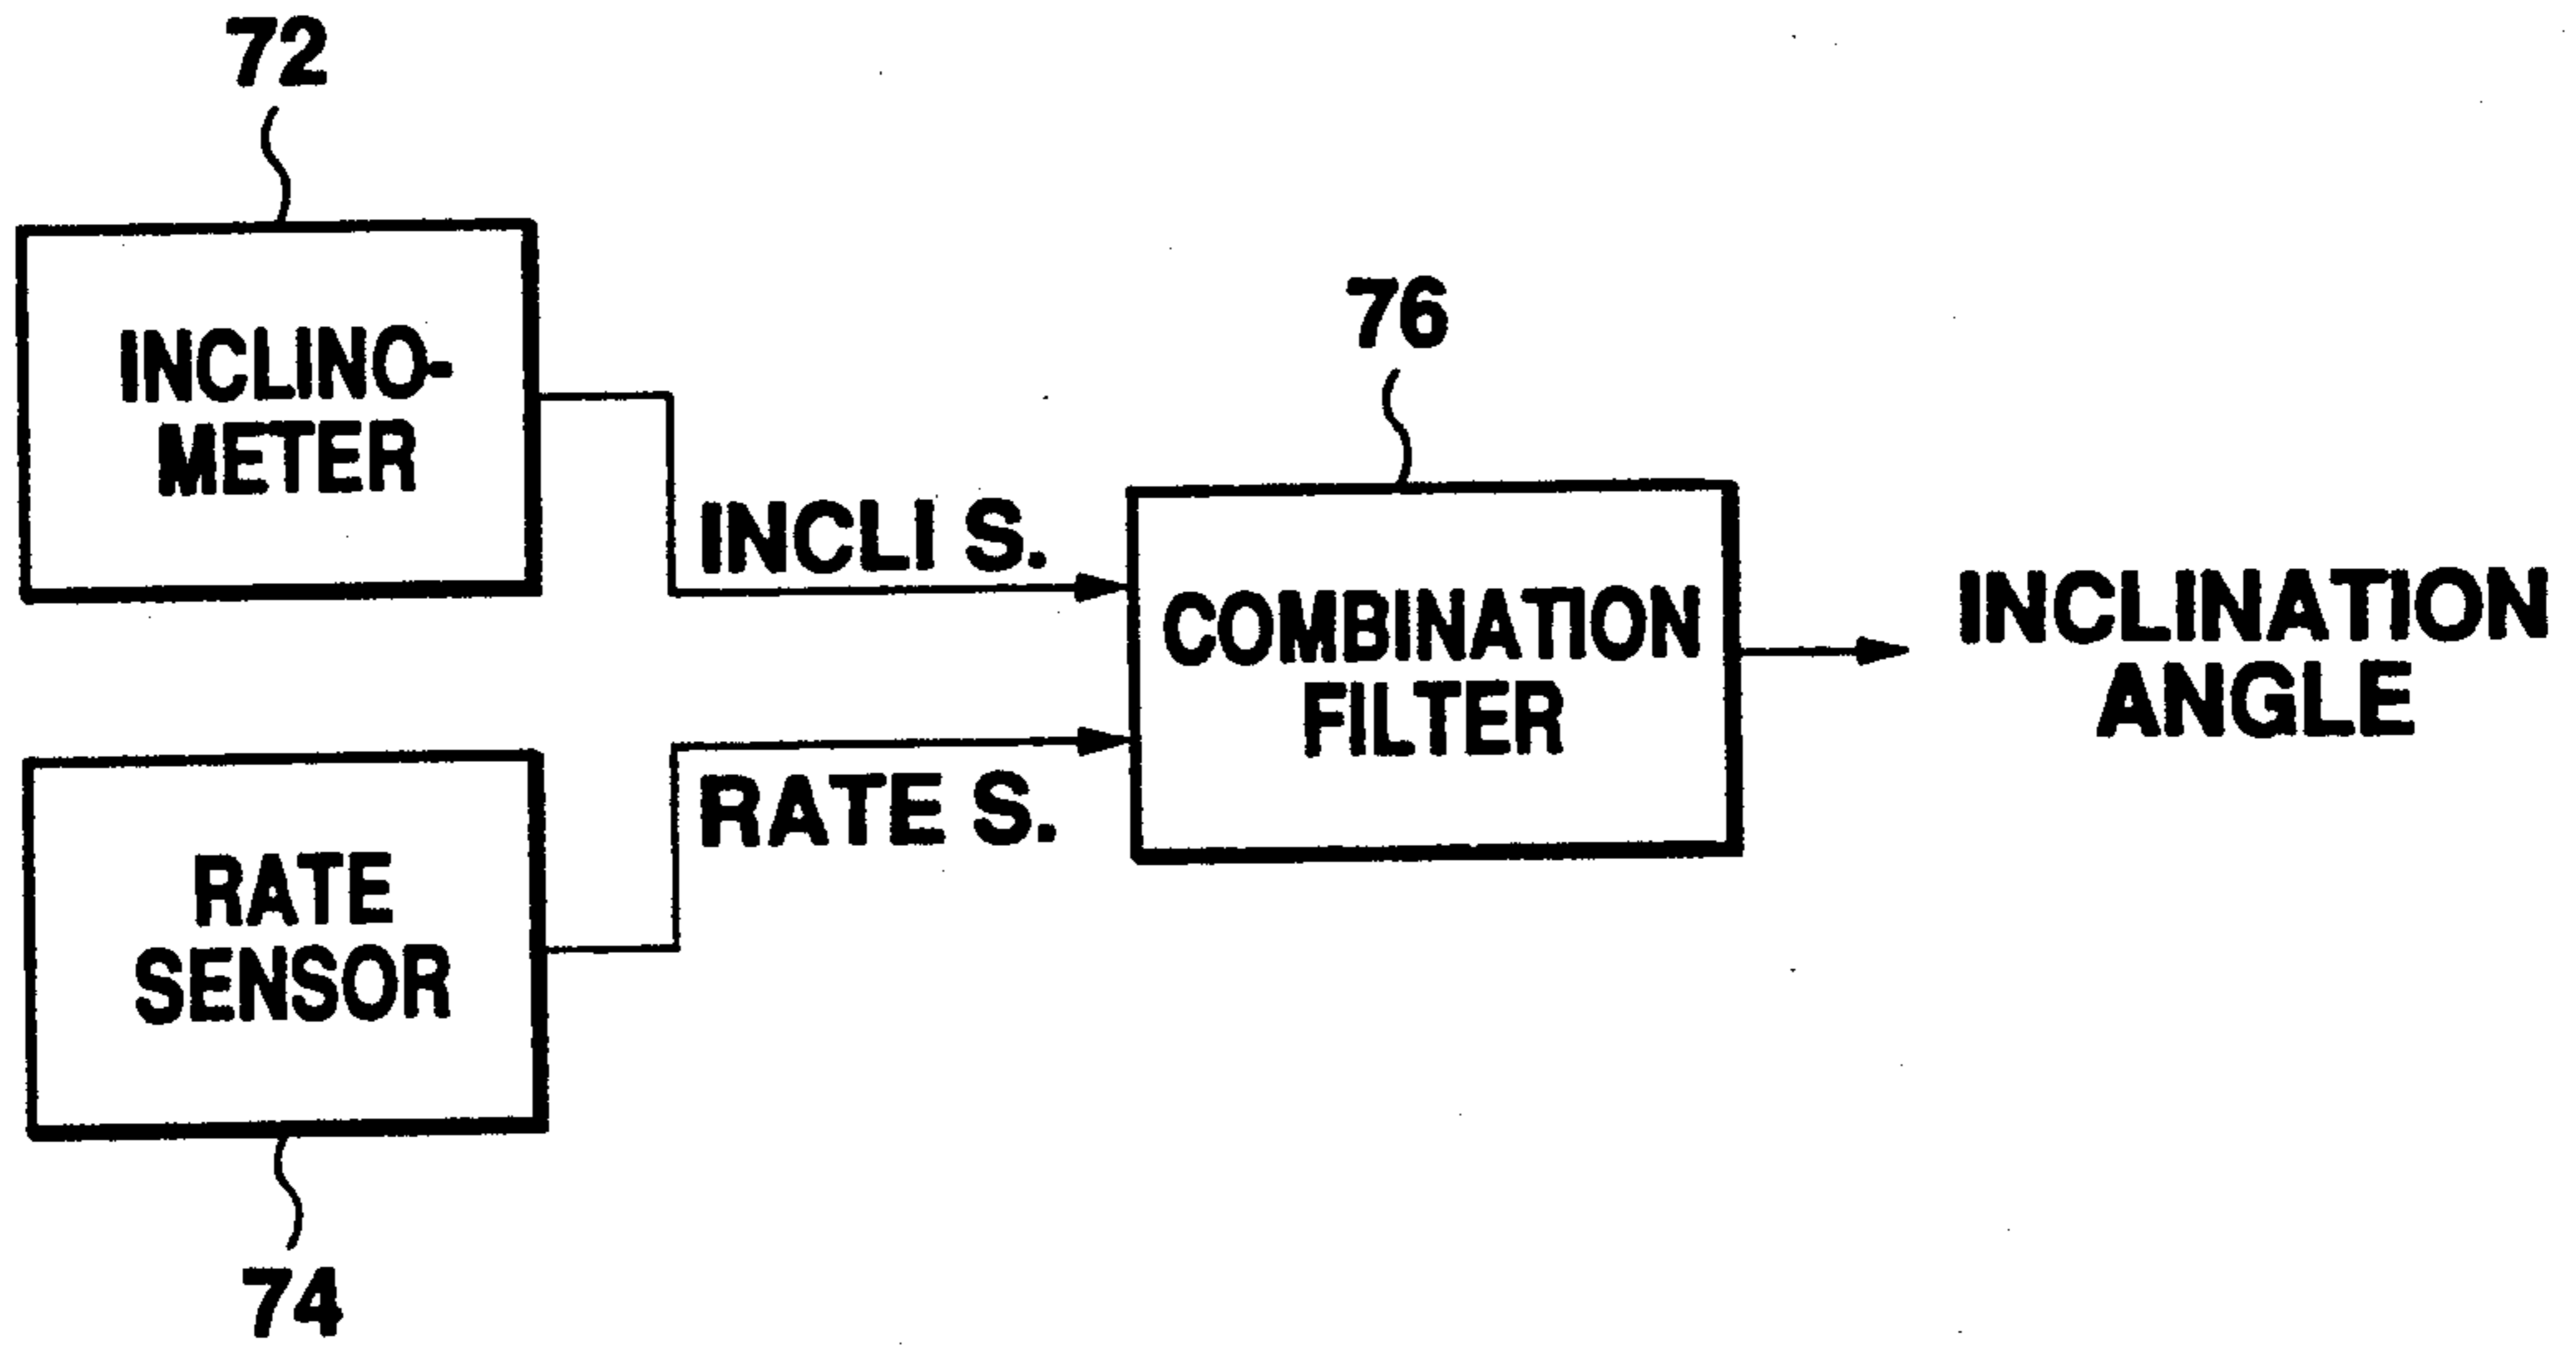 72
INCLINO-
METER
76
INCLI S.
COMBINATION
FILTER
INCLINATION
ANGLE
RATE S.
RATE
SENSOR
74